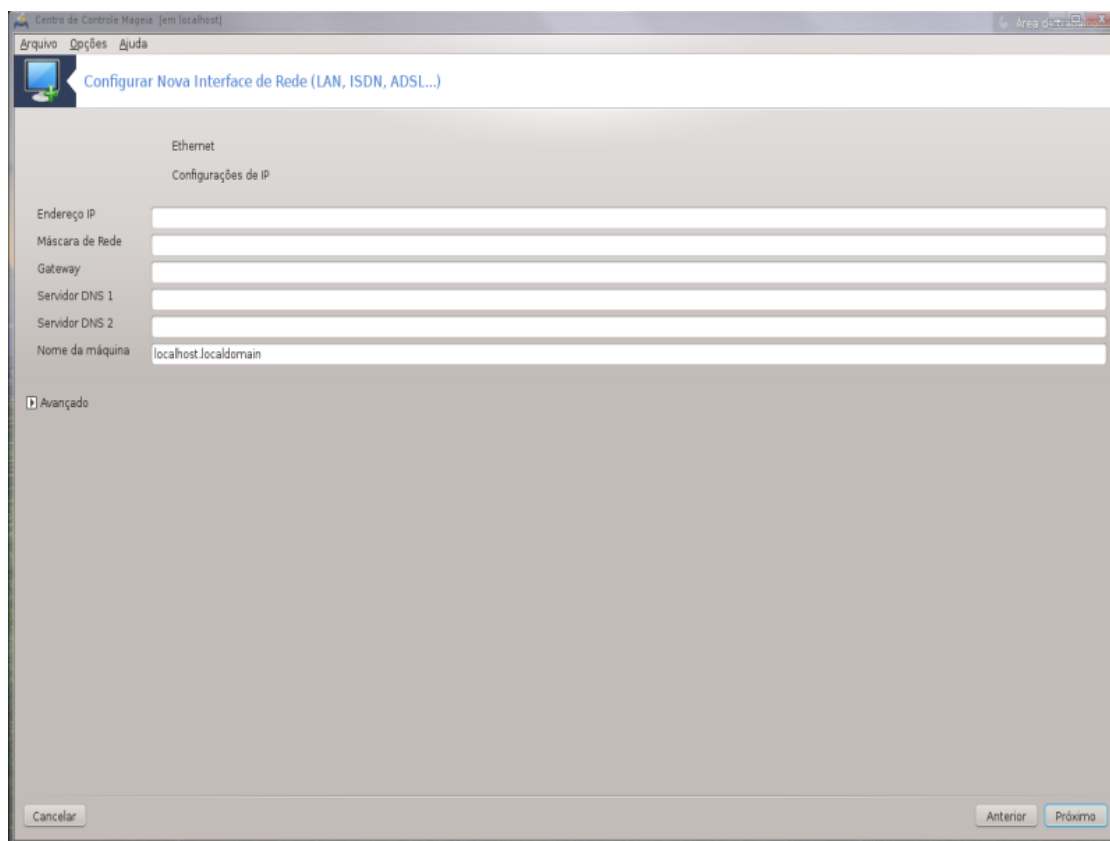 Centro de Controle Mageia [em localhost]
Área de
Arquivo Opções Ajuda
Configurar Nova Interface de Rede (LAN, ISDN, ADSL...)
Ethernet
Configurações de IP
Endereço IP
Máscara de Rede
Gateway
Servidor DNS 1
Servidor DNS 2
Nome da máquina localhost.localdomain
Avançado
Cancelar Anterior Próximo